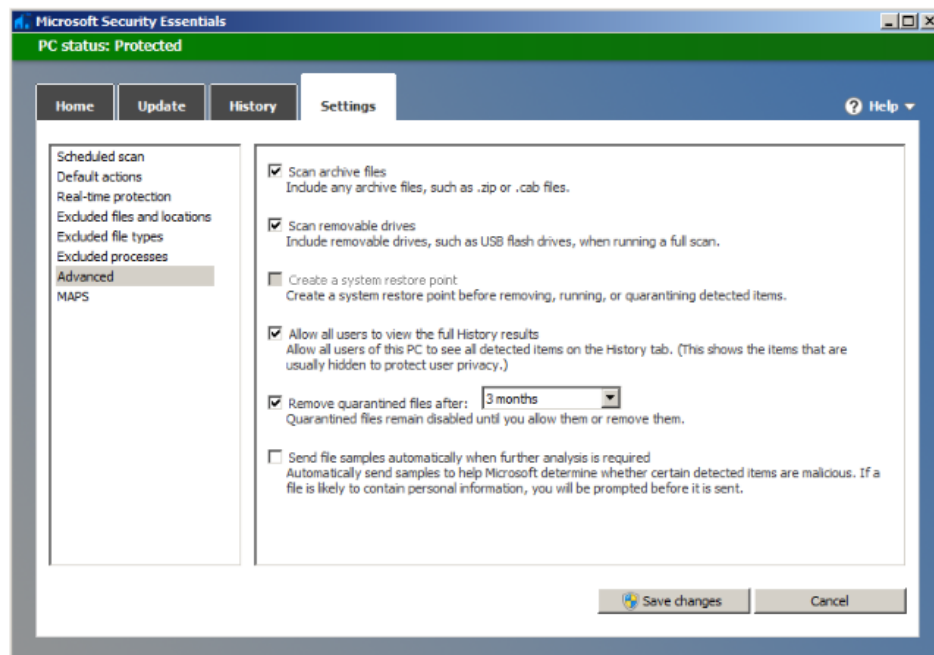 Microsoft Security Essentials
PC status: Protected
Home
Update
History
Settings
Help
Scheduled scan
Default actions
Real-time protection
Excluded files and locations
Excluded file types
Excluded processes
Advanced
MAPS
Scan archive files
Include any archive files, such as .zip or .cab files.
Scan removable drives
Include removable drives, such as USB flash drives, when running a full scan.
Create a system restore point
Create a system restore point before removing, running, or quarantining detected items.
Allow all users to view the full History results
Allow all users of this PC to see all detected items on the History tab. (This shows the items that are
usually hidden to protect user privacy.)
Remove quarantined files after: 3 months
Quarantined files remain disabled until you allow them or remove them.
Send file samples automatically when further analysis is required
Automatically send samples to help Microsoft determine whether certain detected items are malicious. If a
file is likely to contain personal information, you will be prompted before it is sent.
Save changes
Cancel